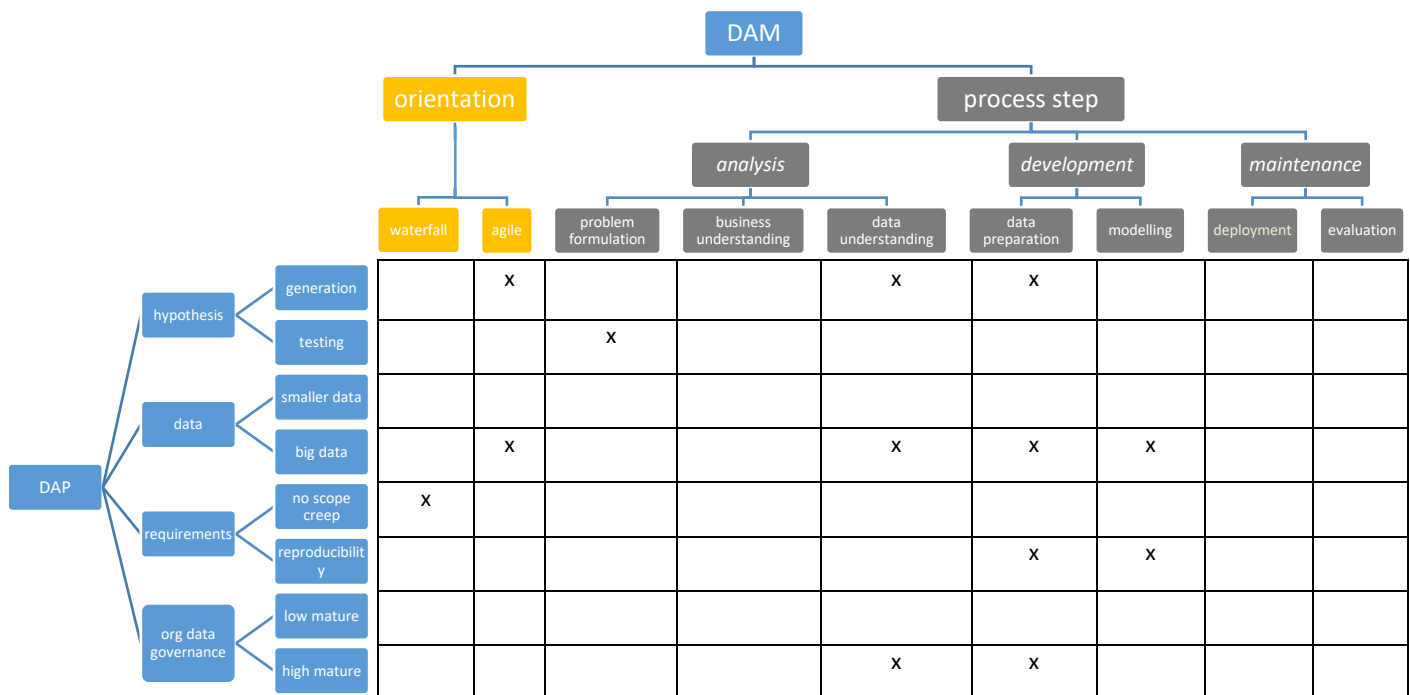 DAM
orientation
process step
analysis
development
maintenance
waterfall
agile
problem
formulation
business
understanding
data
understanding
data
preparation
modelling
deployment
evaluation
generation
x
x
x
hypothesis
testing
x
smaller data
data
big data
x
x
x
x
DAP
no scope
creep
x
requirements
reproducibilit
y
x
x
low mature
org data
governance
high mature
x
x